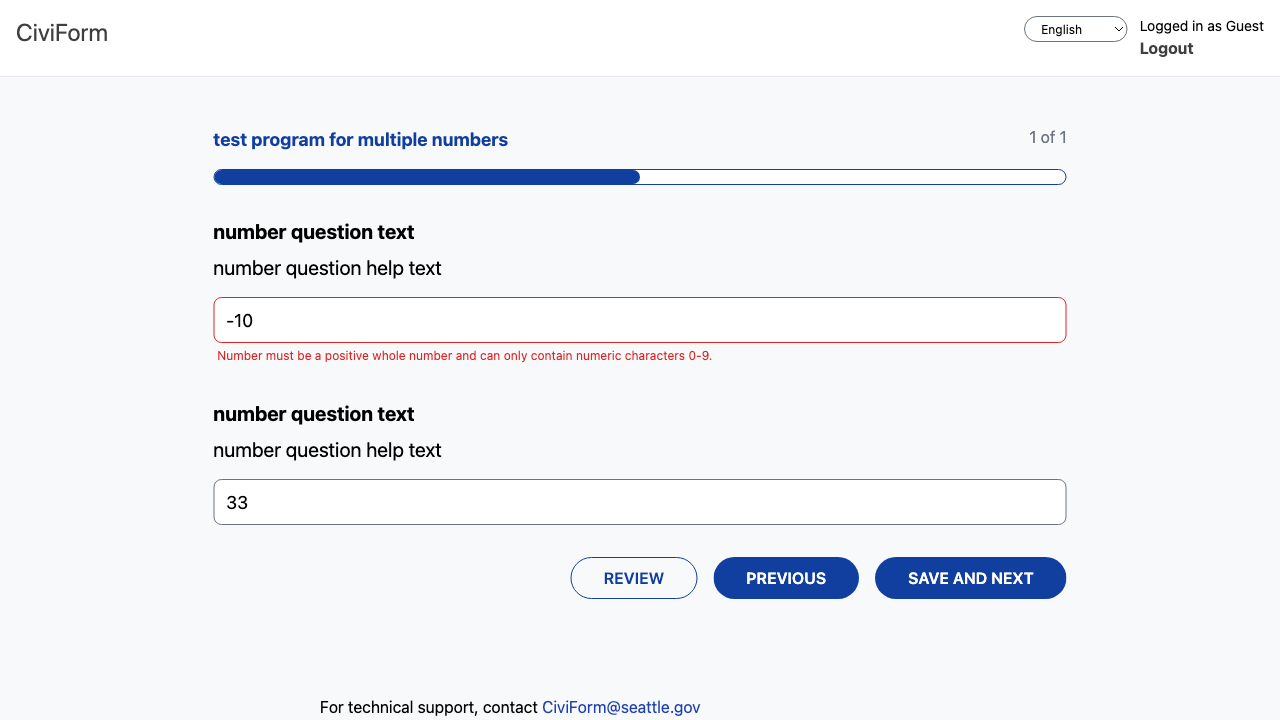 CiviForm
English
Logged in as Guest
Logout
test program for multiple numbers
1 of 1
number question text
number question help text
-10
Number must be a positive whole number and can only contain numeric characters 0-9.
number question text
number question help text
33
REVIEW
PREVIOUS
SAVE AND NEXT
For technical support, contact CiviForm@seattle.gov